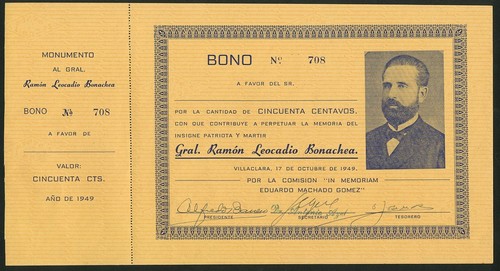 MONUMENTO
AL GRAL.
Ramón Leocadio Bonachea
BONO Nº 708
A FAVOR DE
VALOR:
CINCUENTA CTS.
AÑO DE 1949
BONO Nº 708
A FAVOR DEL SR.
POR LA CANTIDAD DE CINCUENTA CENTAVOS.
CON QUE CONTRIBUYE A PERPETUAR LA MEMORIA DEL
INSIGNE PATRIOTA Y MARTIR
Gral. Ramón Leocadio Bonachea.
VILLACLARA, 17 DE OCTUBRE DE 1949.
POR LA COMISION "IN MEMORIAM
EDUARDO MACHADO GOMEZ"
PRESIDENTE SECRETARIO TESORERO